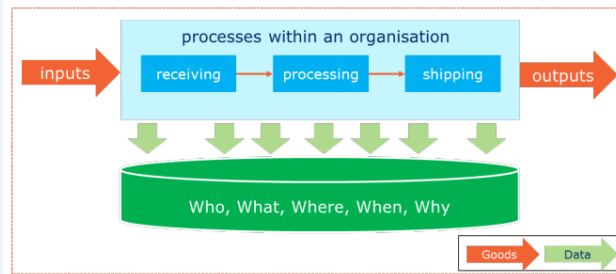 processes within an organisation
inputs
receiving
processing
shipping
outputs
Who, What, Where, When, Why
Goods
Data